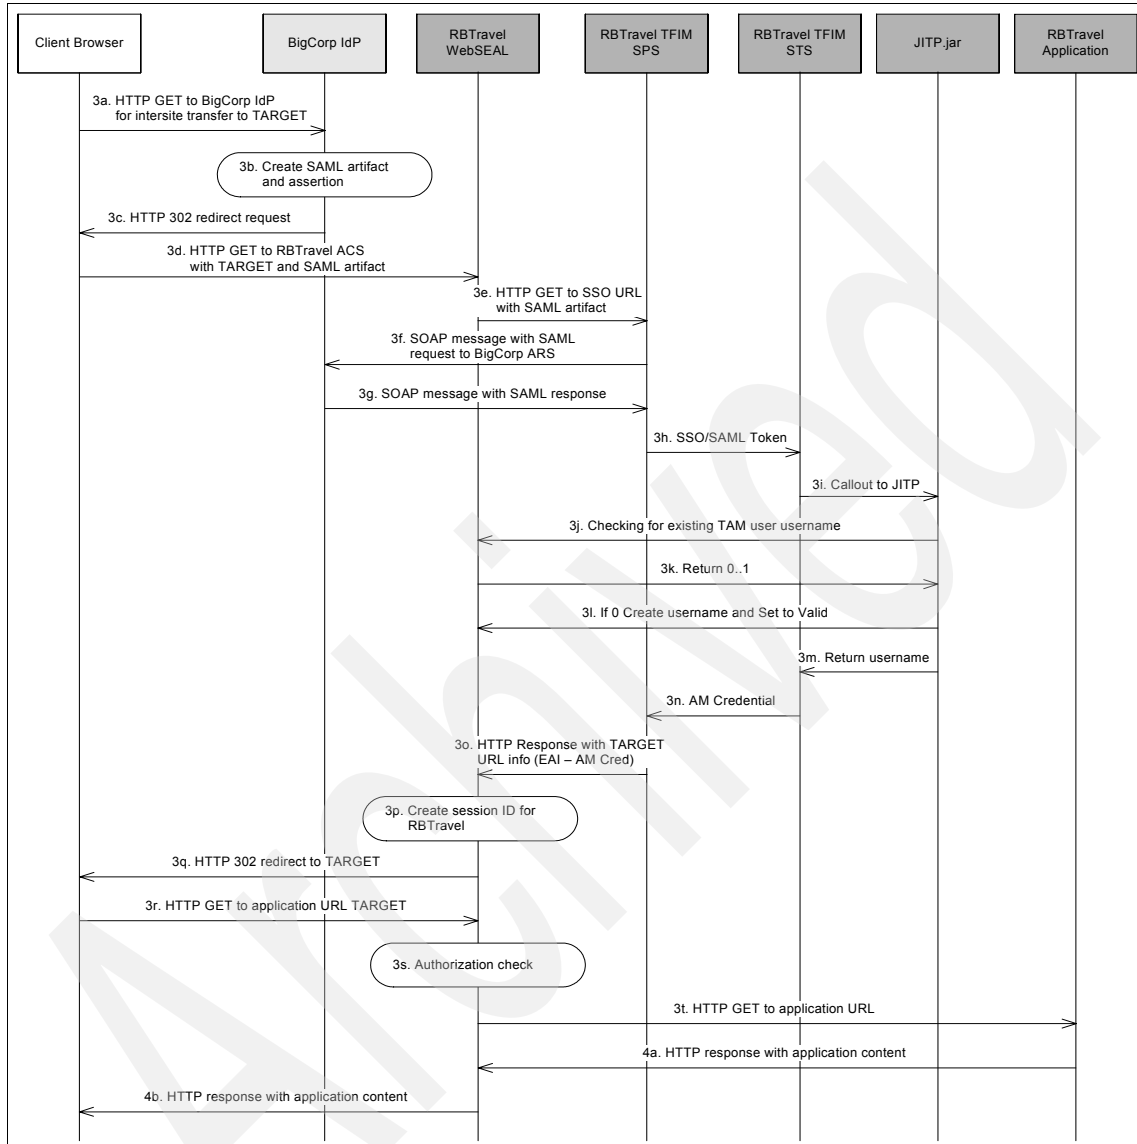 Client Browser
BigCorp IdP
RBTravel
WebSEAL
RBTravel TFIM
SPS
RBTravel TFIM
STS
JITP.jar
RBTravel
Application
3a. HTTP GET to BigCorp IdP
for intersite transfer to TARGET
3b. Create SAML artifact
and assertion
3c. HTTP 302 redirect request
3d. HTTP GET to RBTravel ACS
with TARGET and SAML artifact
3e. HTTP GET to SSO URL
with SAML artifact
3f. SOAP message with SAML
request to BigCorp ARS
3g. SOAP message with SAML response
3h. SSO/SAML Token
3i. Callout to JITP
3j. Checking for existing TAM user username
3k. Return 0..1
3l. If 0 Create username and Set to Valid
3m. Return username
3n. AM Credential
3o. HTTP Response with TARGET
URL info (EAI – AM Cred)
3p. Create session ID for
RBTravel
3q. HTTP 302 redirect to TARGET
3r. HTTP GET to application URL TARGET
3s. Authorization check
3t. HTTP GET to application URL
4a. HTTP response with application content
4b. HTTP response with application content
Archived